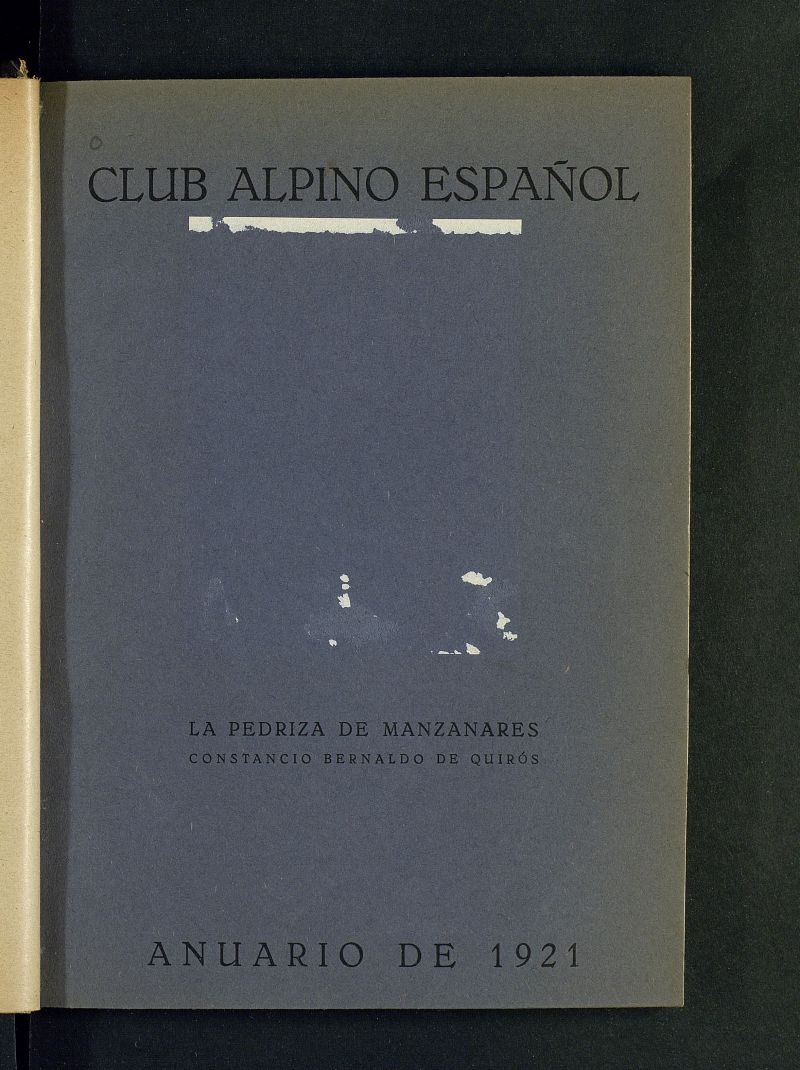 CLUB ALPINO ESPAÑOL
LA PEDRIZA DE MANZANARES
CONSTANCIO BERNALDO DE QUIRÓS
ANUARIO DE 1921